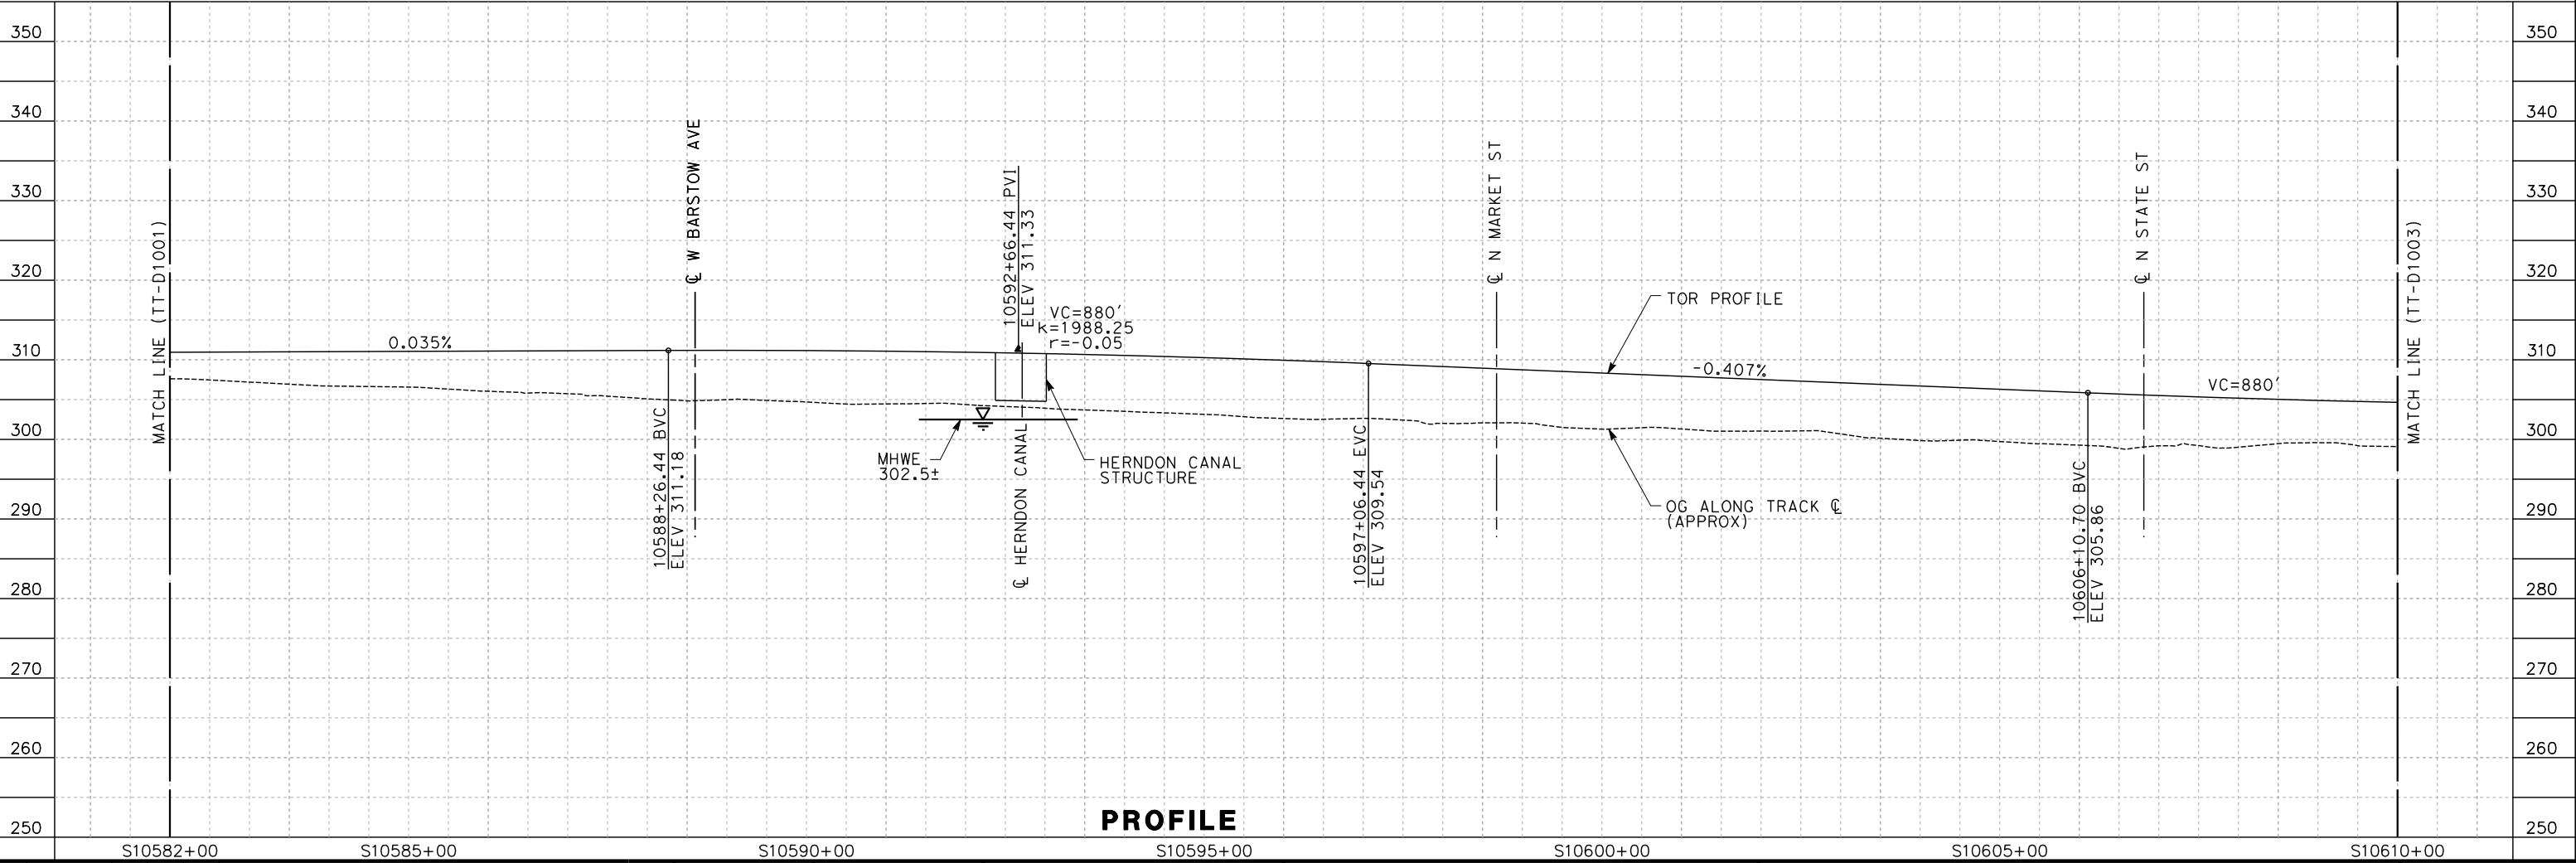 350
340
330
320
310
300
290
280
270
260
250
MATCH LINE (TT-D1001)
0.035%
10588+26.44 BVC
ELEV 311.18
℄ W BARSTOW AVE
MHWE
302.5±
10592+66.44 PVI
ELEV 311.33
VC=880'
k=1988.25
r=-0.05
℄ HERNDON CANAL
HERNDON CANAL
STRUCTURE
10597+06.44 EVC
ELEV 309.54
℄ N MARKET ST
TOR PROFILE
-0.407%
OG ALONG TRACK ℄
(APPROX)
10606+10.70 BVC
ELEV 305.86
℄ N STATE ST
VC=880'
MATCH LINE (TT-D1003)
350
340
330
320
310
300
290
280
270
260
250
PROFILE
S10582+00
S10585+00
S10590+00
S10595+00
S10600+00
S10605+00
S10610+00